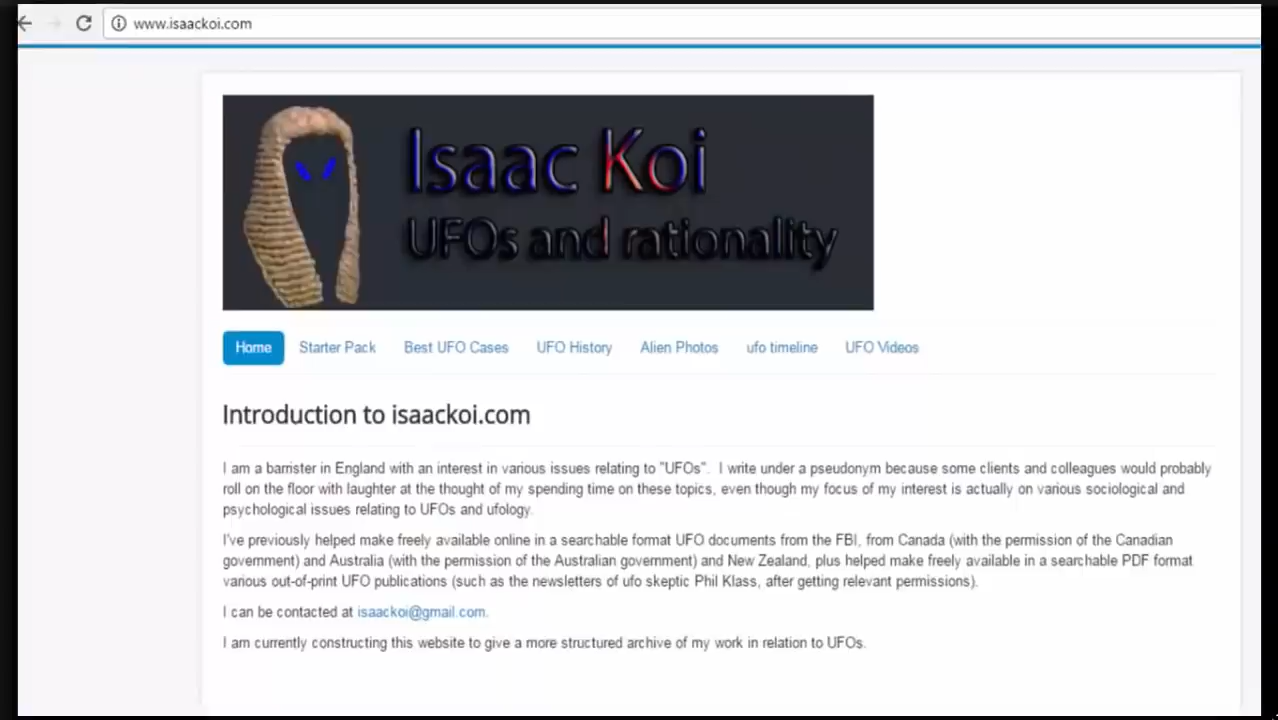 www.isaackoi.com
Isaac Koi
UFOs and rationality
Home Starter Pack Best UFO Cases UFO History Alien Photos ufo timeline UFO Videos
Introduction to isaackoi.com
I am a barrister in England with an interest in various issues relating to "UFOs".  I write under a pseudonym because some clients and colleagues would probably
roll on the floor with laughter at the thought of my spending time on these topics, even though my focus of my interest is actually on various sociological and
psychological issues relating to UFOs and ufology.
I've previously helped make freely available online in a searchable format UFO documents from the FBI, from Canada (with the permission of the Canadian
government) and Australia (with the permission of the Australian government) and New Zealand, plus helped make freely available in a searchable PDF format
various out-of-print UFO publications (such as the newsletters of ufo skeptic Phil Klass, after getting relevant permissions).
I can be contacted at isaackoi@gmail.com.
I am currently constructing this website to give a more structured archive of my work in relation to UFOs.